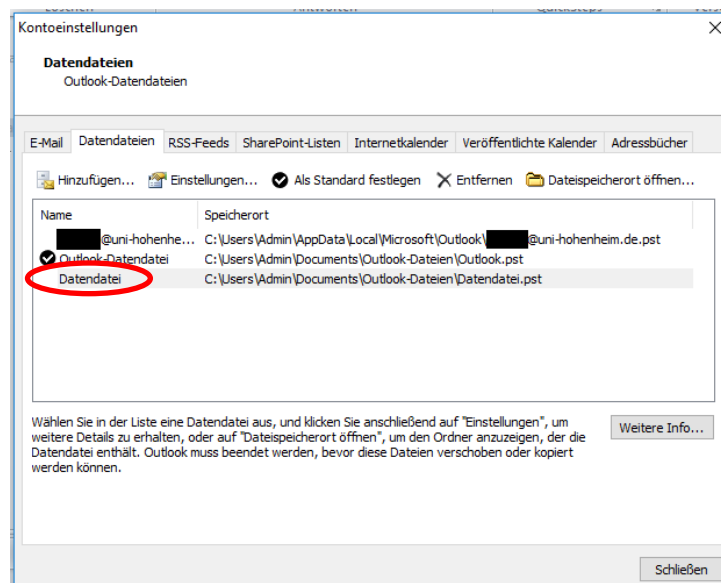 Kontoeinstellungen
Datendateien
Outlook-Datendateien
E-Mail Datendateien RSS-Feeds SharePoint-Listen Internetkalender Veröffentlichte Kalender Adressbücher
Hinzufügen... Einstellungen... Als Standard festlegen Entfernen Dateispeicherort öffnen...
Name Speicherort
@uni-hohenhe... C:\Users\Admin\AppData\Local\Microsoft\Outlook\ @uni-hohenheim.de.pst
Outlook-Datendatei C:\Users\Admin\Documents\Outlook-Dateien\Outlook.pst
Datendatei C:\Users\Admin\Documents\Outlook-Dateien\Datendatei.pst
Wählen Sie in der Liste eine Datendatei aus, und klicken Sie anschließend auf "Einstellungen", um
weitere Details zu erhalten, oder auf "Dateispeicherort öffnen", um den Ordner anzuzeigen, der die
Datendatei enthält. Outlook muss beendet werden, bevor diese Dateien verschoben oder kopiert
werden können.
Weitere Info...
Schließen